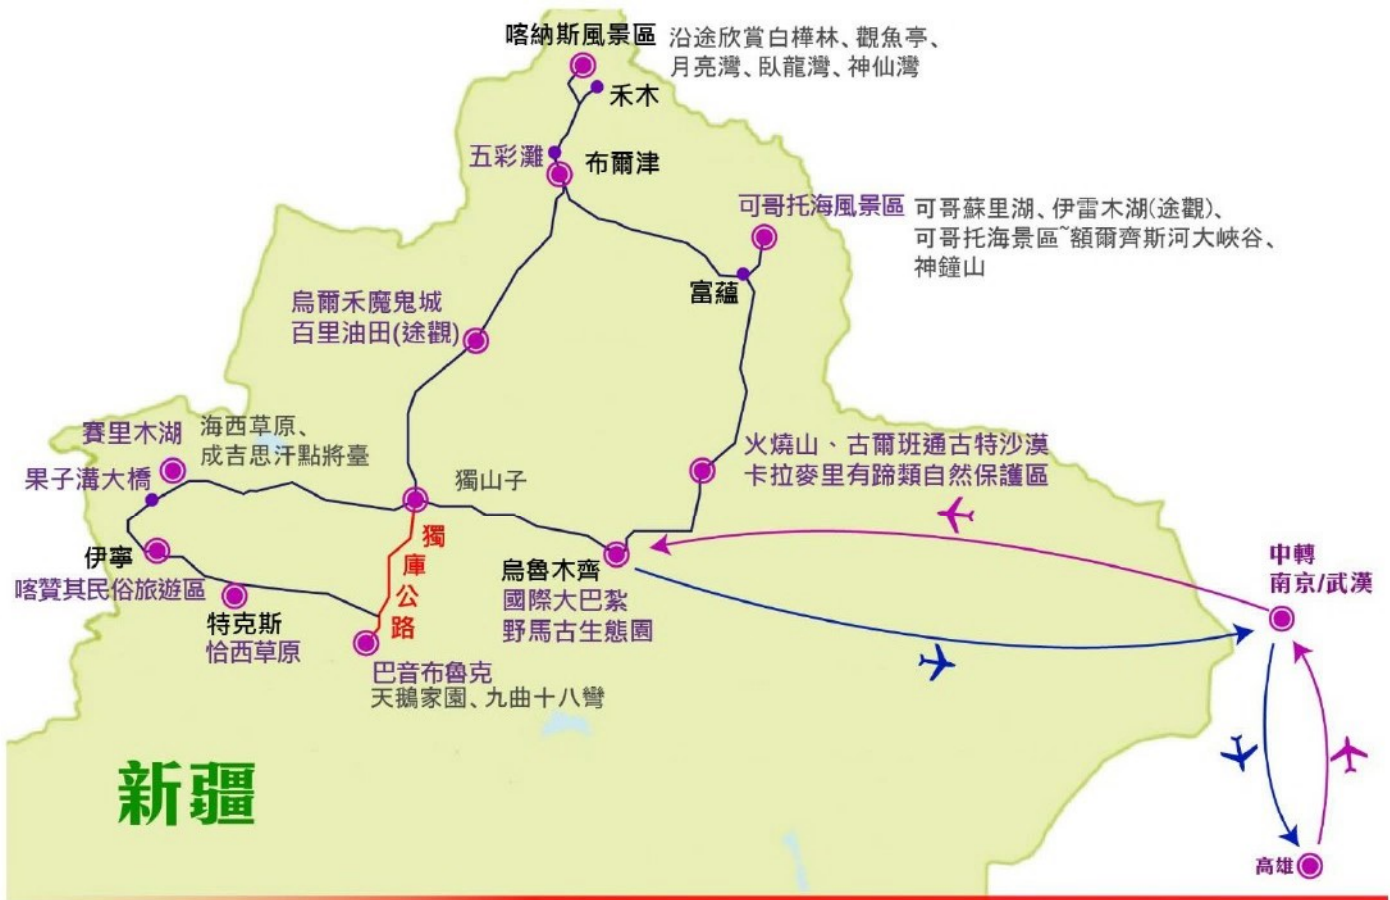 喀納斯風景區
沿途欣賞白樺林、觀魚亭、
月亮灣、臥龍灣、神仙灣
禾木
五彩灘
布爾津
可哥托海風景區
可哥蘇里湖、伊雷木湖(途觀)、
可哥托海景區~額爾齊斯河大峽谷、
神鐘山
富蘊
烏爾禾魔鬼城
百里油田(途觀)
賽里木湖
海西草原、
成吉思汗點將臺
果子溝大橋
獨山子
火燒山、古爾班通古特沙漠
卡拉麥里有蹄類自然保護區
獨庫公路
伊寧
喀贊其民俗旅遊區
特克斯
恰西草原
烏魯木齊
國際大巴紮
野馬古生態園
中轉
南京/武漢
巴音布魯克
天鵝家園、九曲十八彎
新疆
高雄